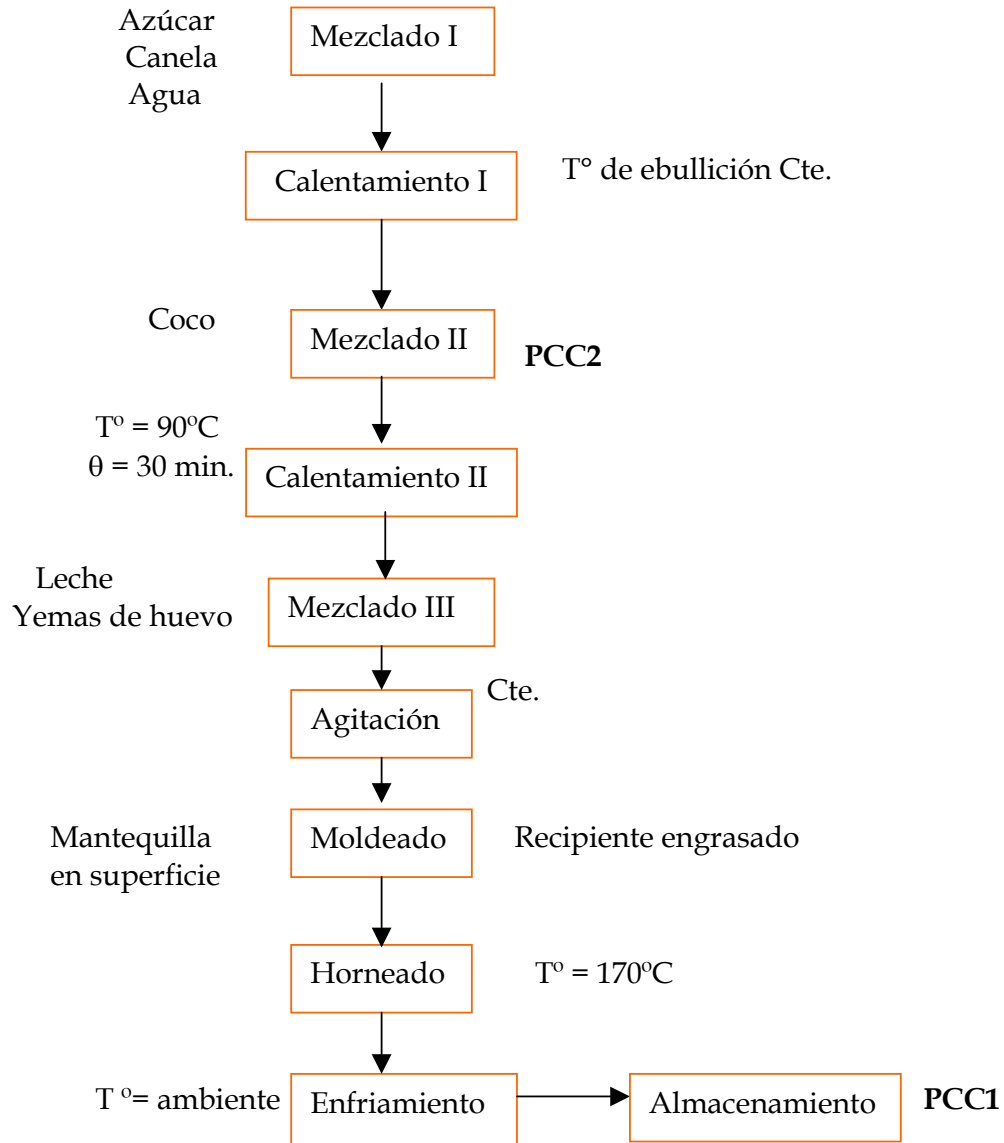 Azúcar
Canela
Agua
Mezclado I
Calentamiento I
T° de ebullición Cte.
Coco
Mezclado II
PCC2
Tº = 90ºC
θ = 30 min.
Calentamiento II
Leche
Yemas de huevo
Mezclado III
Cte.
Agitación
Mantequilla
en superficie
Moldeado
Recipiente engrasado
Horneado
Tº = 170ºC
T º= ambiente
Enfriamiento
Almacenamiento
PCC1